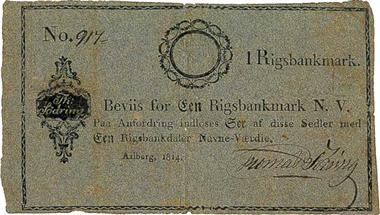 No. 917
1 Rigsbankmark.
Beviis for Een Rigsbankmark N. V.
Paa Anfordring indlöses Sex af disse Sedler med
Een Rigsbankdaler Navne-Værdie.
Aalborg, 1814.